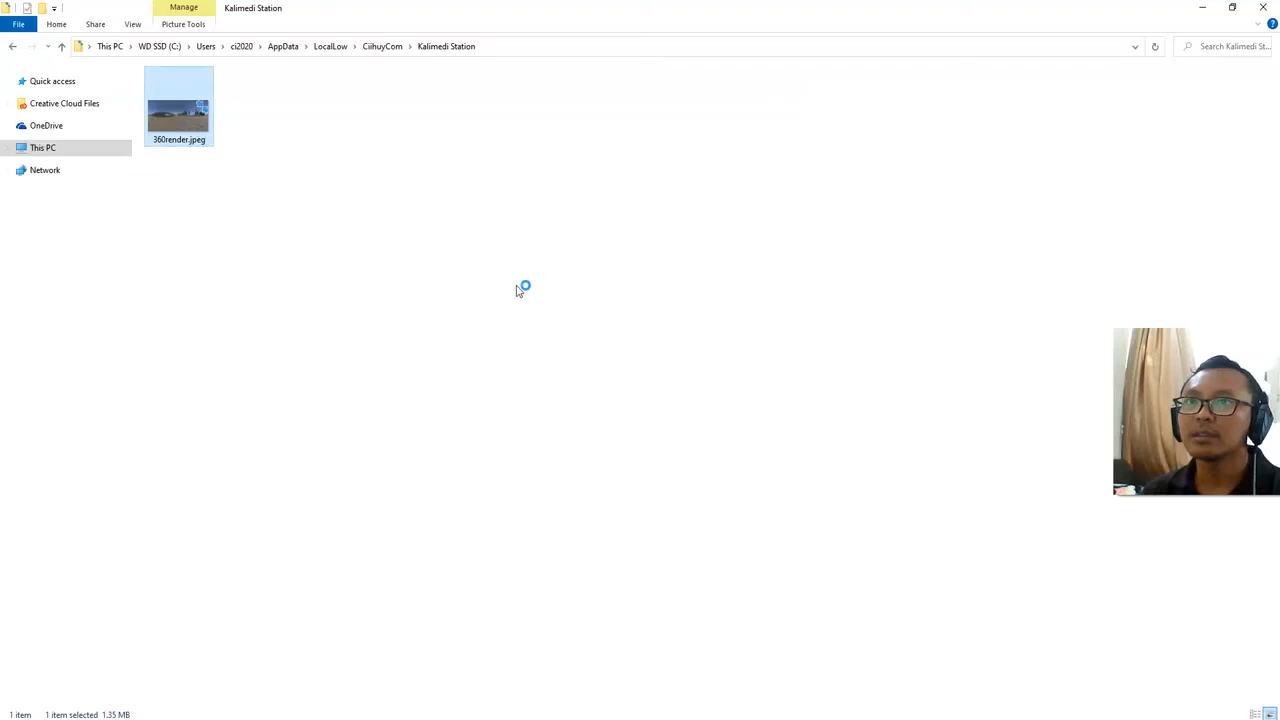 Manage
Kalimedi Station
File
Home
Share
View
Picture Tools
This PC
WD SSD (C:)
Users
ci2020
AppData
LocalLow
CiihuyCom
Kalimedi Station
Search Kalimedi St...
Quick access
Creative Cloud Files
OneDrive
This PC
Network
360render.jpeg
1 item
1 item selected
1.35 MB